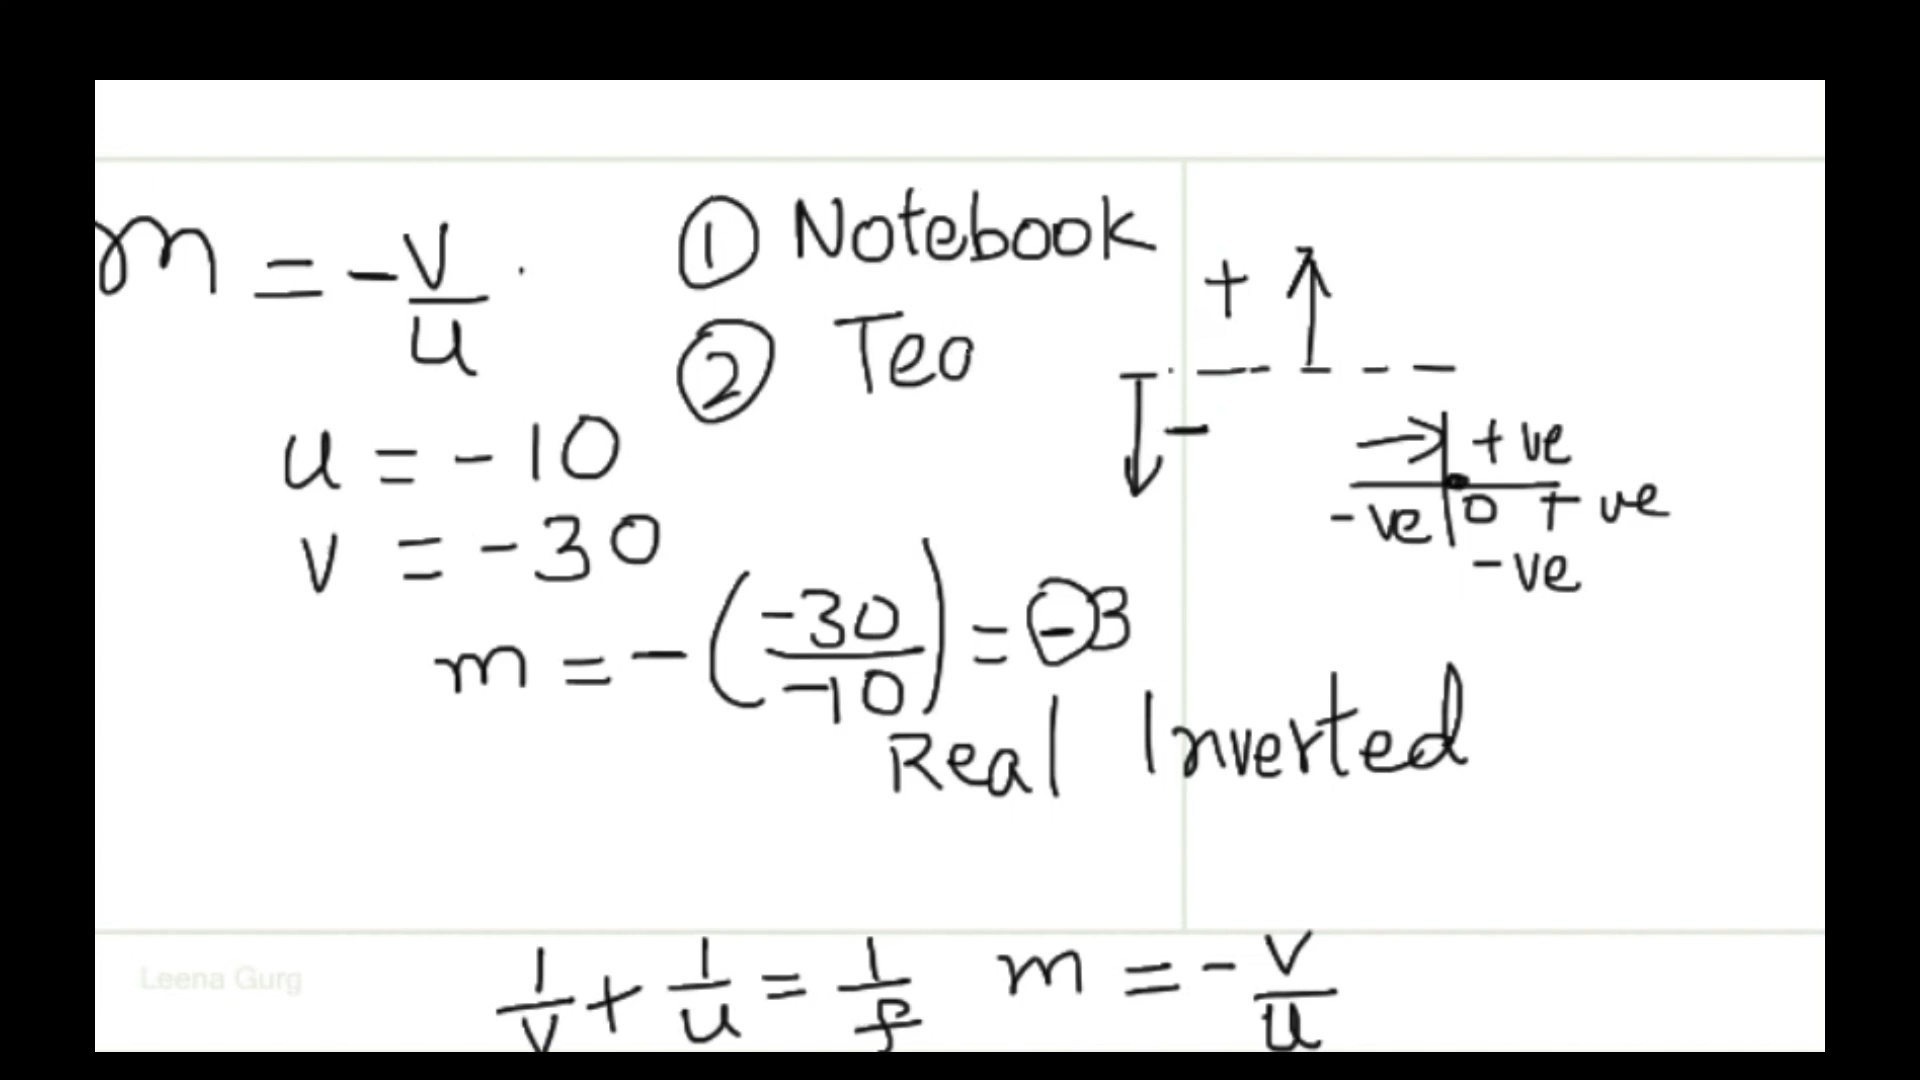 m = -v/u
① Notebook
② Teo
+
-
u = -10
+ve
-ve 0 +ve
-ve
v = -30
m = -(-30/-10) = -3
Real Inverted
Leena Gurg
1/v + 1/u = 1/f m = -v/u